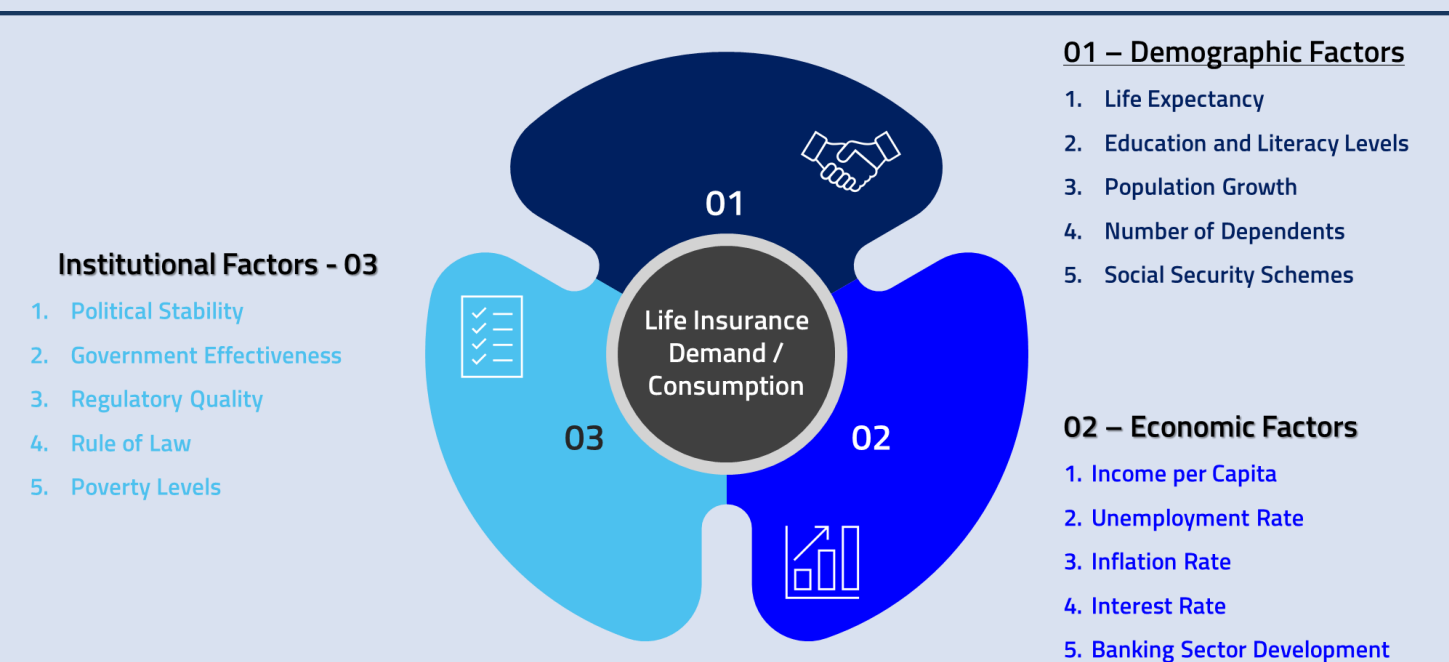 01 – Demographic Factors
1. Life Expectancy
2. Education and Literacy Levels
3. Population Growth
4. Number of Dependents
5. Social Security Schemes
01
Institutional Factors - 03
1. Political Stability
2. Government Effectiveness
3. Regulatory Quality
4. Rule of Law
5. Poverty Levels
Life Insurance
Demand /
Consumption
03
02
02 – Economic Factors
1. Income per Capita
2. Unemployment Rate
3. Inflation Rate
4. Interest Rate
5. Banking Sector Development